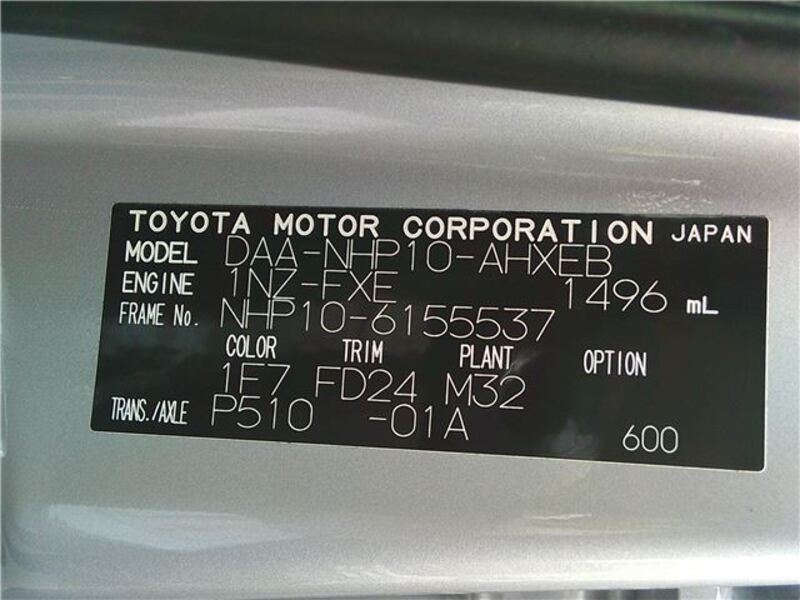 TOYOTA MOTOR CORPORATION JAPAN
MODEL DAA-NHP10-AHXEB
ENGINE 1NZ-FXE 1496 mL
FRAME No. NHP10-6155537
COLOR TRIM PLANT OPTION
1F7 FD24 M32
TRANS./AXLE P510 -01A 600